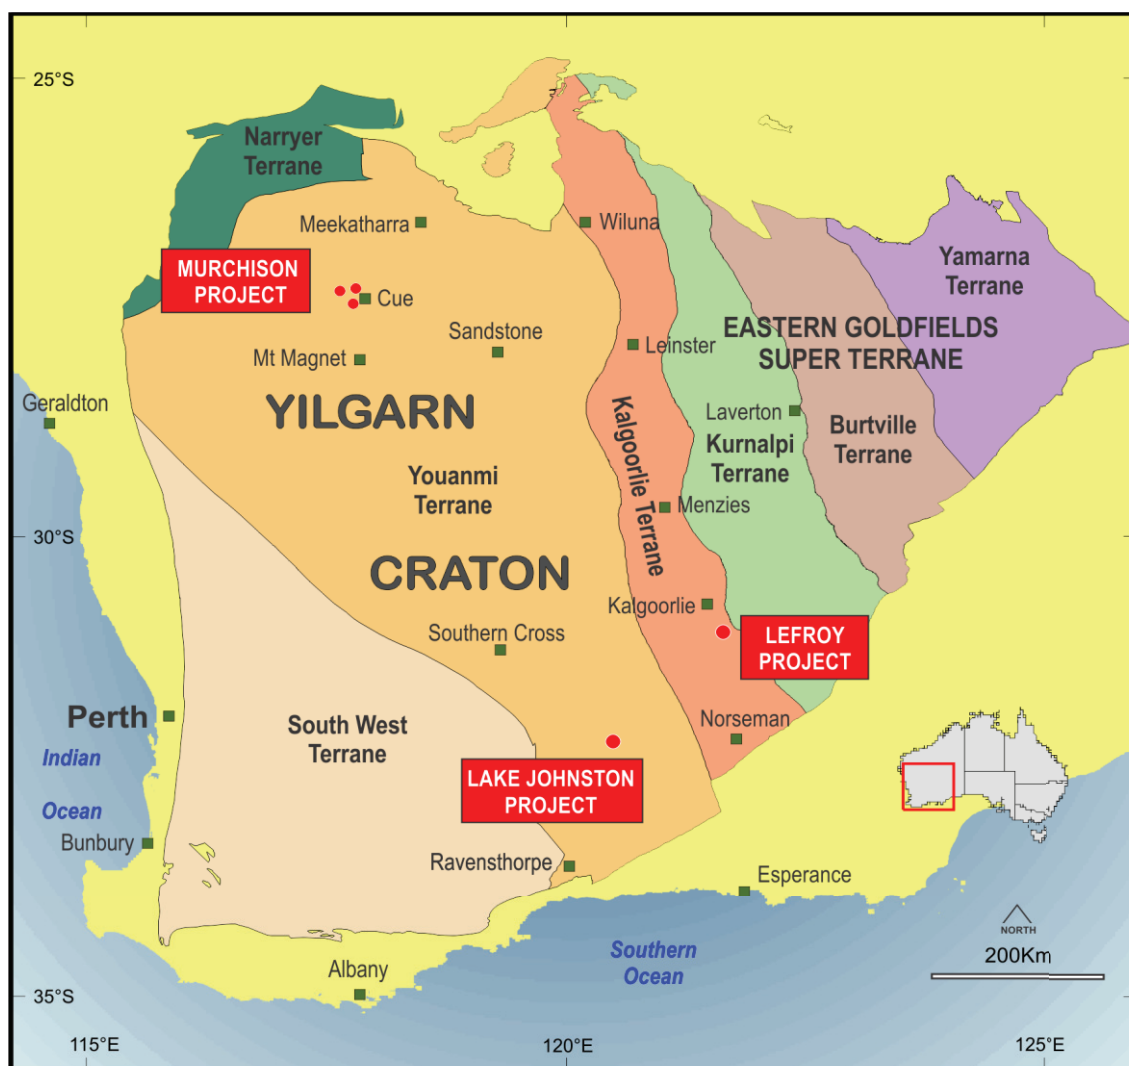 25°S
Narryer
Terrane
Meekatharra
Wiluna
Yamarna
Terrane
MURCHISON
PROJECT
Cue
EASTERN GOLDFIELDS
SUPER TERRANE
Sandstone
Leinster
Mt Magnet
Geraldton
YILGARN
Kalgoorlie Terrane
Laverton
Burtville
Terrane
Kurnalpi
Terrane
Youanmi
Terrane
Menzies
30°S
CRATON
Kalgoorlie
Southern Cross
LEFROY
PROJECT
Perth
South West
Terrane
Norseman
Indian
Ocean
LAKE JOHNSTON
PROJECT
Bunbury
Ravensthorpe
Esperance
NORTH
Southern
Ocean
200Km
Albany
35°S
115°E
120°E
125°E